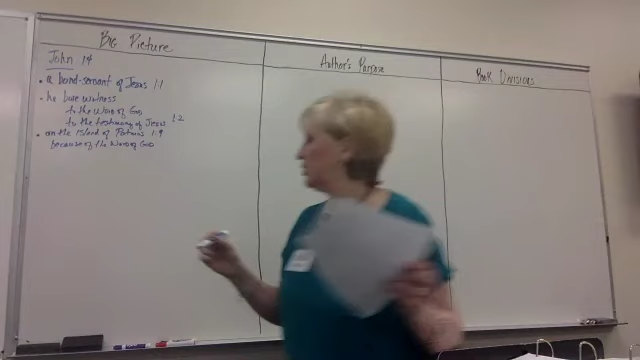 Big Picture
Author's Purpose
Book Divisions
John 1:4
• a bond-servant of Jesus 1:1
• he bore witness
to the word of God
to the testimony of Jesus 1:2
• on the Island of Patmos 1:9
because of the Word of God